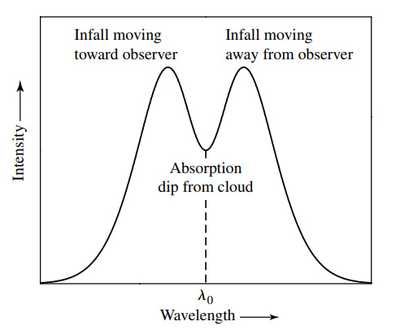 Infall moving
toward observer
Infall moving
away from observer
Intensity
Absorption
dip from cloud
λ0
Wavelength